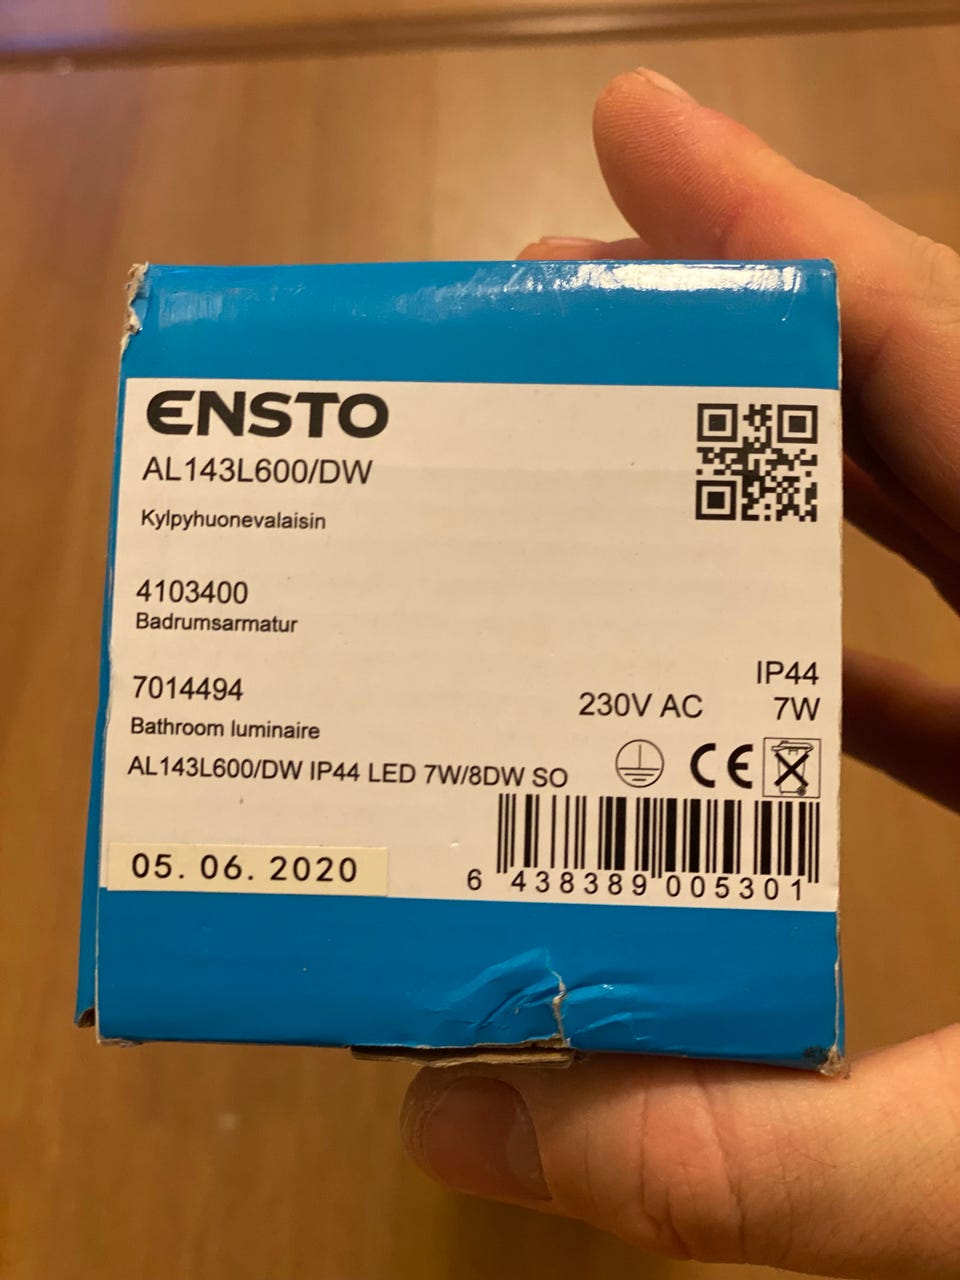 ENSTO
AL143L600/DW
Kylpyhuonevalaisin
4103400
Badrumsarmatur
7014494
Bathroom luminaire
AL143L600/DW IP44 LED 7W/8DW SO
230V AC
IP44
7W
CE
05. 06. 2020
6 438389 005301